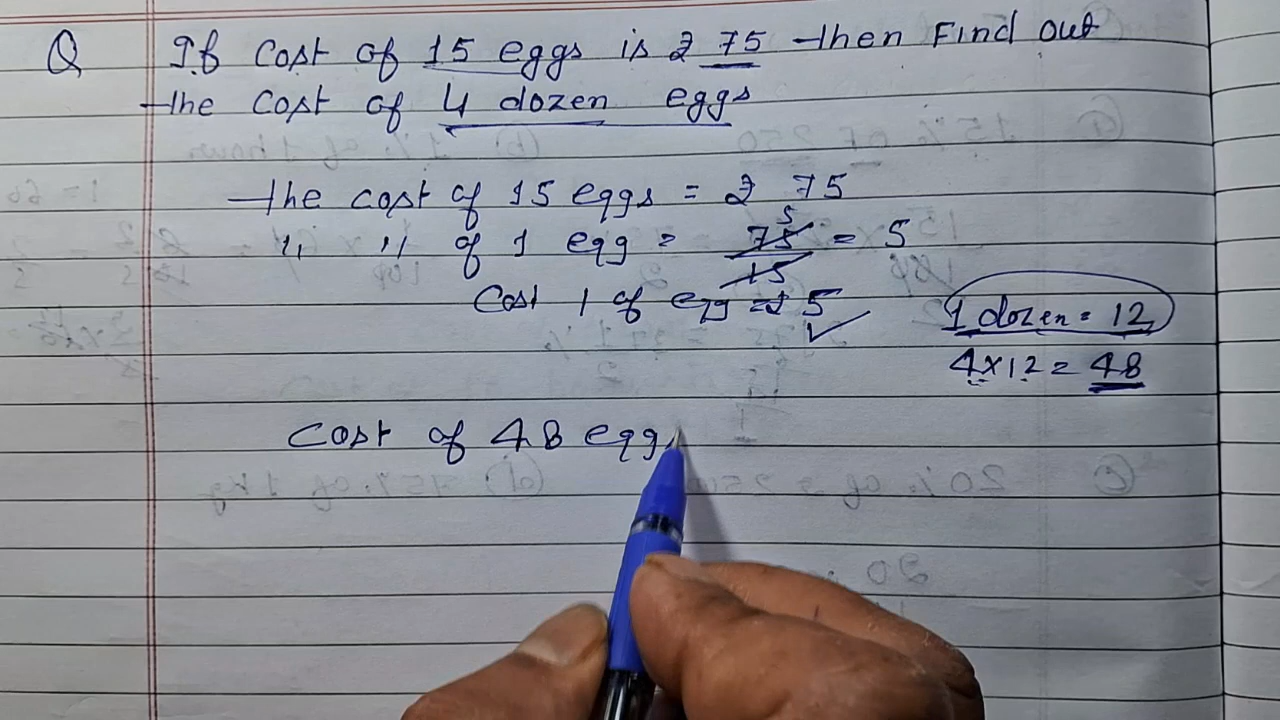 Q If cost of 15 eggs is ₹ 75 then Find out
the cost of 4 dozen eggs
The cost of 15 eggs = ₹ 75
,, ,, of 1 egg = 75/15 5 = 5
Cost 1 of egg = ₹ 5 ✓
1 dozen = 12
4 × 12 = 48
Cost of 48 eggs